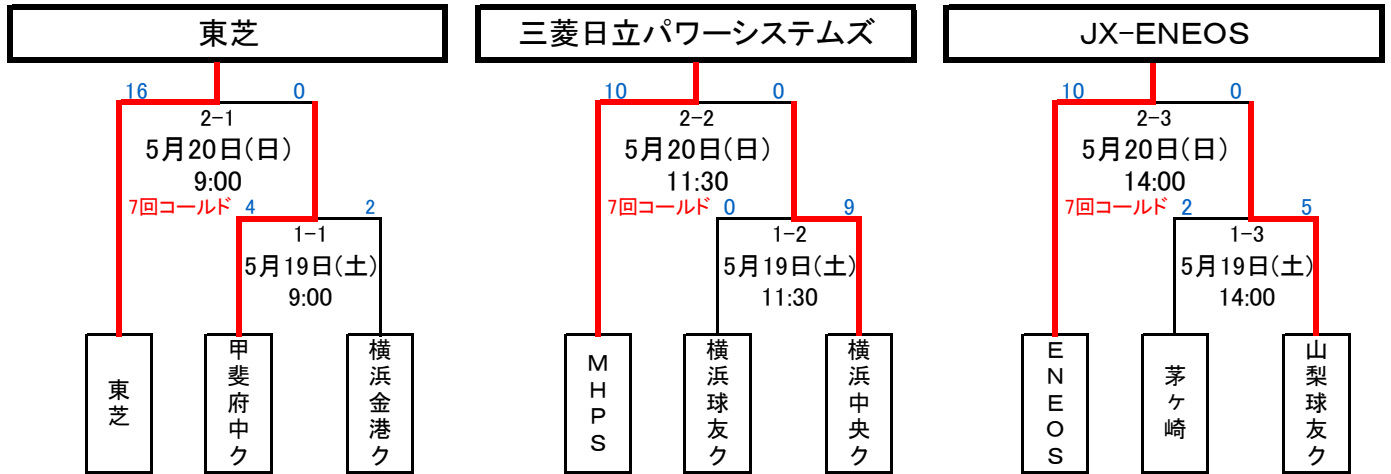 東芝
16 0
2-1
5月20日(日)
9:00
7回コールド 4 2
1-1
5月19日(土)
9:00
東芝
甲斐府中ク
横浜金港ク
三菱日立パワーシステムズ
10 0
2-2
5月20日(日)
11:30
7回コールド 0 9
1-2
5月19日(土)
11:30
MHPS
横浜球友ク
横浜中央ク
JX-ENEOS
10 0
2-3
5月20日(日)
14:00
7回コールド 2 5
1-3
5月19日(土)
14:00
ENEOS
茅ヶ崎
山梨球友ク